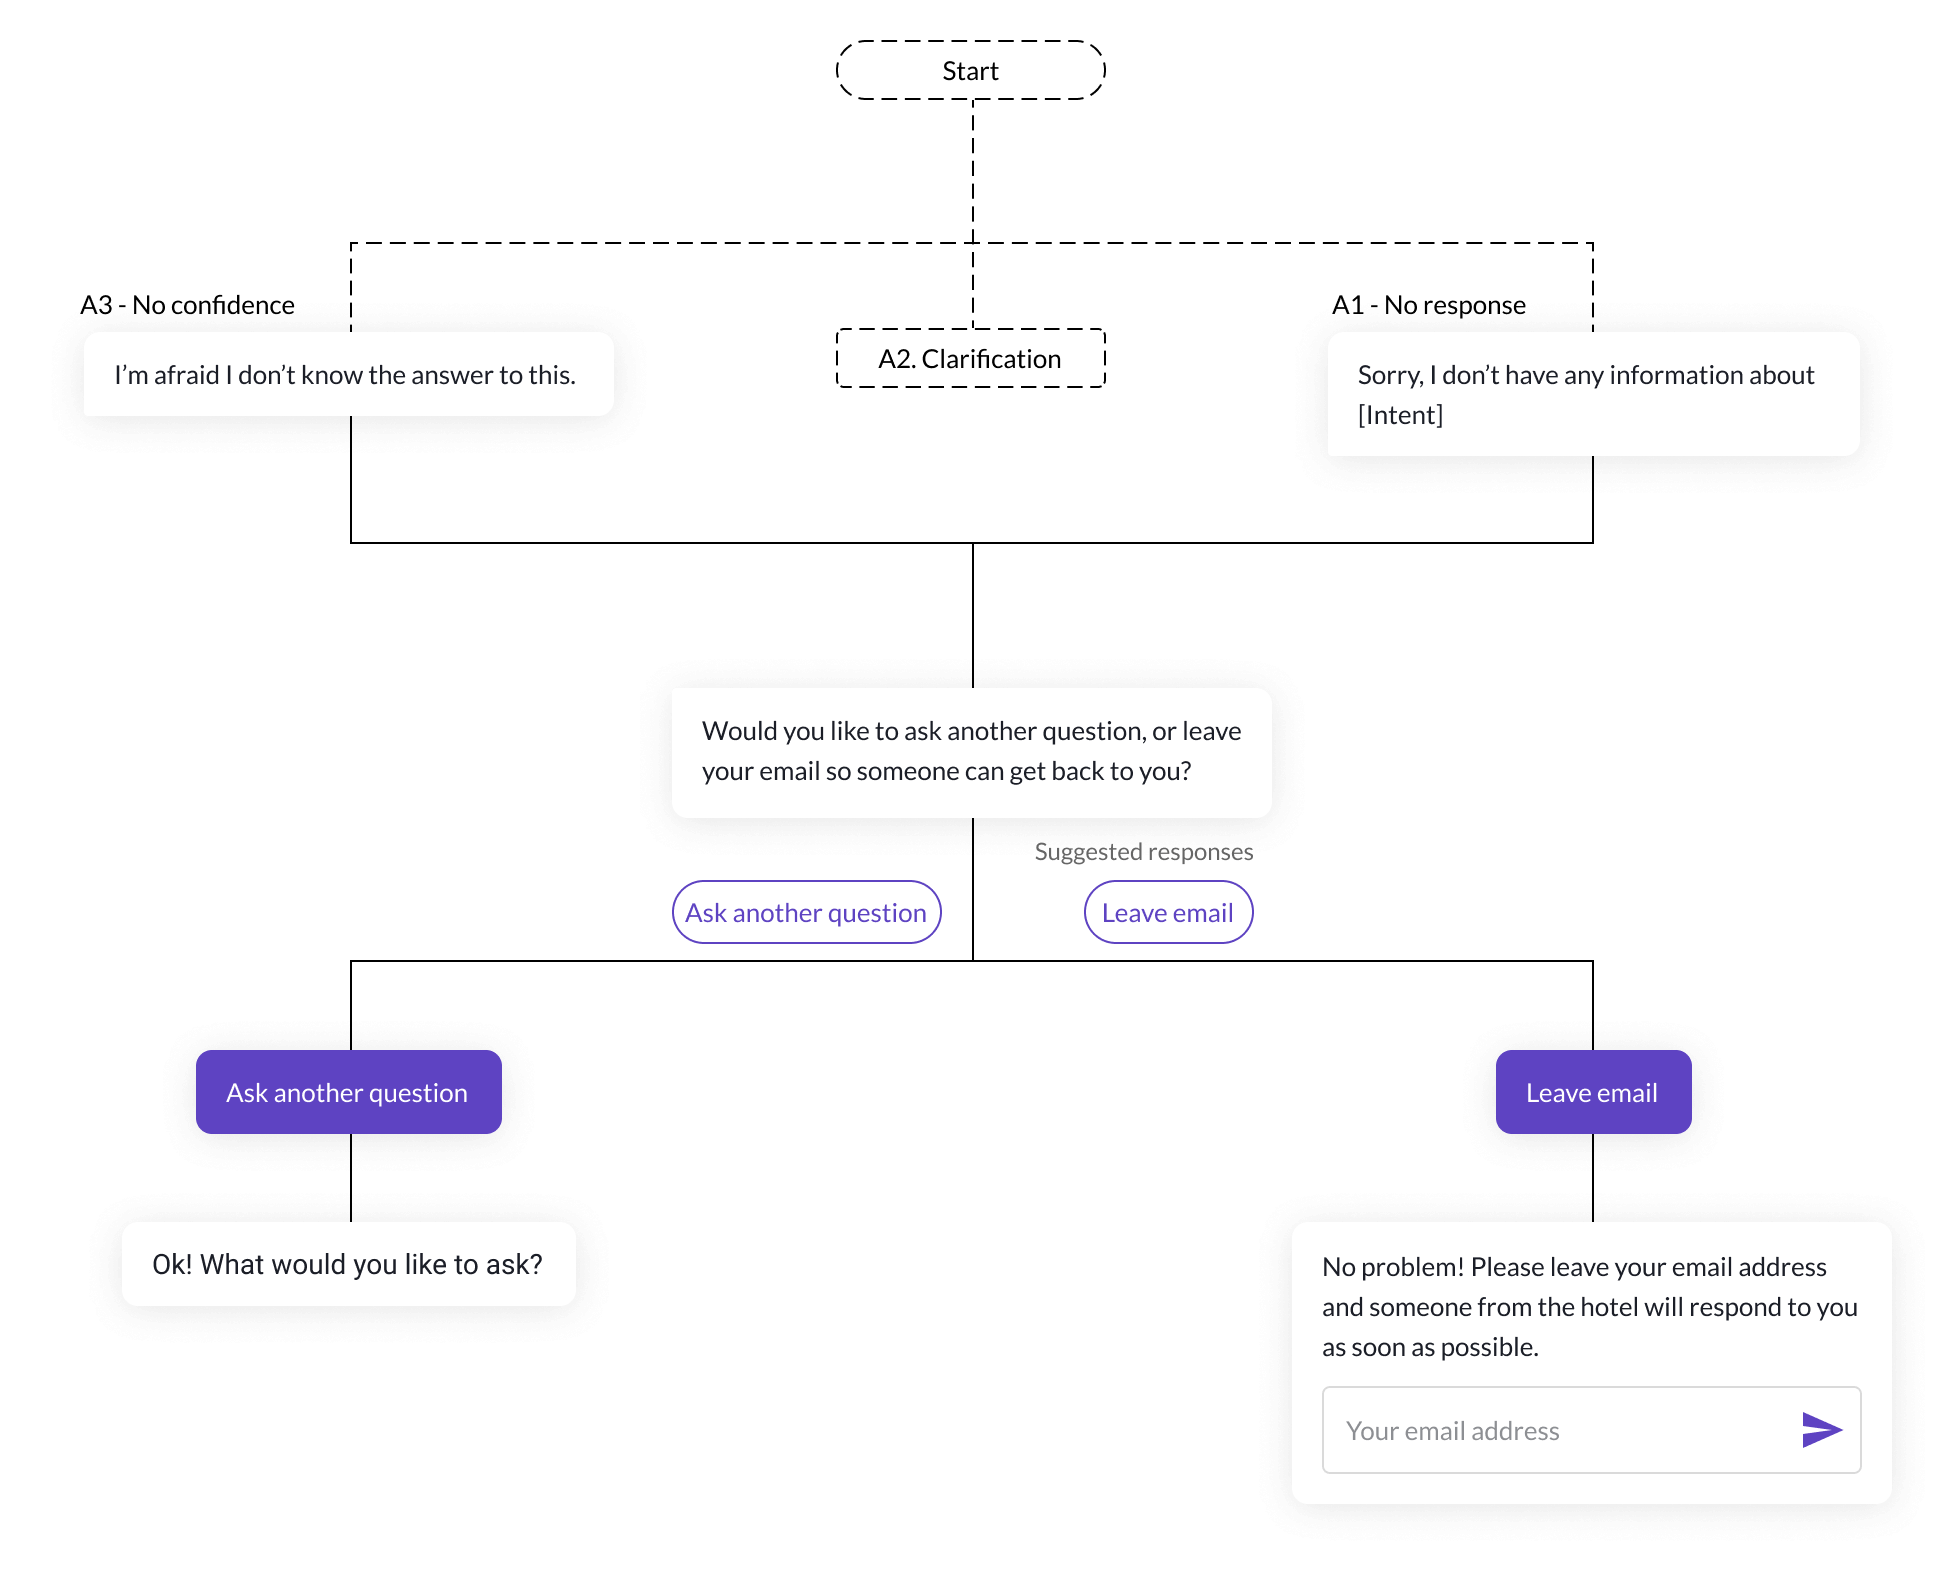 Start
A3 - No confidence
I’m afraid I don’t know the answer to this.
A2. Clarification
A1 - No response
Sorry, I don’t have any information about
[Intent]
Would you like to ask another question, or leave
your email so someone can get back to you?
Suggested responses
Ask another question
Leave email
Ask another question
Leave email
Ok! What would you like to ask?
No problem! Please leave your email address
and someone from the hotel will respond to you
as soon as possible.
Your email address